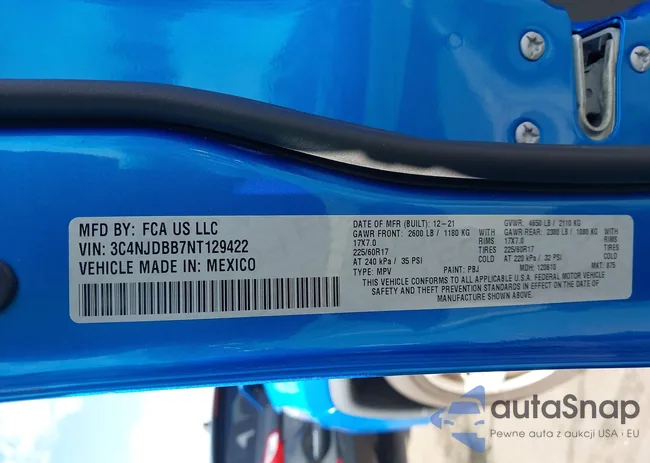 MFD BY: FCA US LLC
VIN: 3C4NJDBB7NT129422
VEHICLE MADE IN: MEXICO
DATE OF MFR (BUILT): 12-21
GAWR FRONT: 2600 LB / 1180 KG WITH
17X7.0 RIMS
225/60R17 TIRES
AT 240 kPa / 35 PSI COLD
GVWR: 4650 LB / 2110 KG
GAWR REAR: 2380 LB / 1080 KG WITH
17X7.0 RIMS
225/60R17 TIRES
AT 220 kPa / 32 PSI COLD
TYPE: MPV PAINT: PBJ MDH: 120610 MKT: 875
THIS VEHICLE CONFORMS TO ALL APPLICABLE U.S.A. FEDERAL MOTOR VEHICLE
SAFETY AND THEFT PREVENTION STANDARDS IN EFFECT ON THE DATE OF
MANUFACTURE SHOWN ABOVE.
autaSnap
Pewne auta z aukcji USA i EU